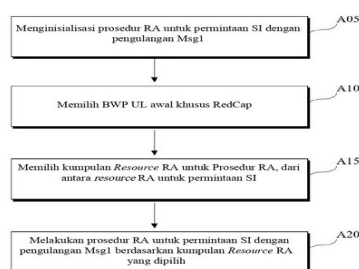 Menginisialisasi prosedur RA untuk permintaan SI dengan
pengulangan Msg1
A05
Memilih BWP UL awal khusus RedCap
A10
Memilih kumpulan Resource RA untuk Prosedur RA, dari
antara resource RA untuk permintaan SI
A15
Melakukan prosedur RA untuk permintaan SI dengan
pengulangan Msg1 berdasarkan kumpulan Resource RA
yang dipilih
A20